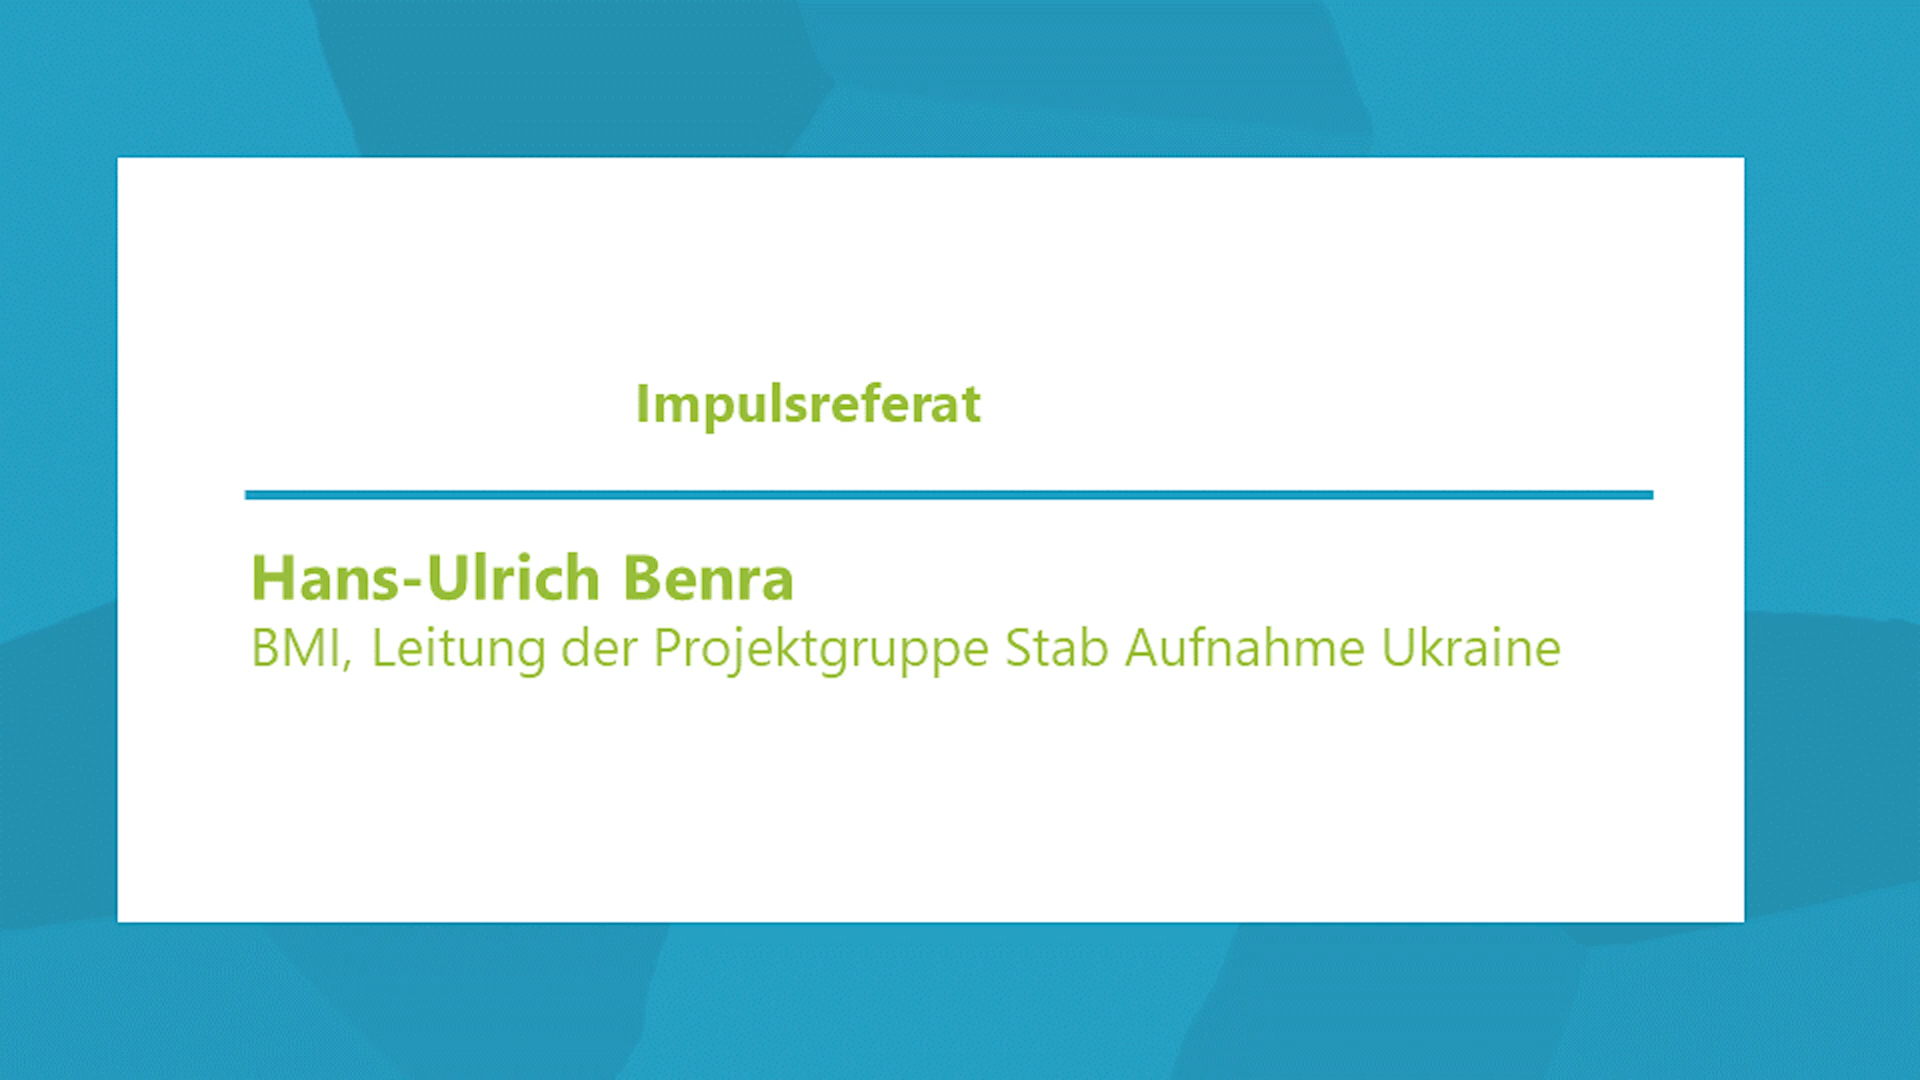 Impulsreferat
Hans-Ulrich Benra
BMI, Leitung der Projektgruppe Stab Aufnahme Ukraine